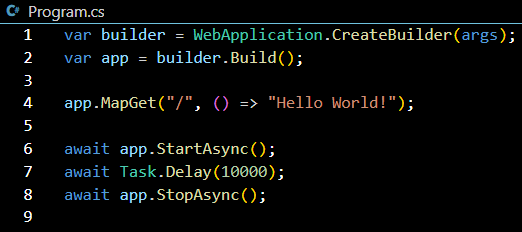 C# Program.cs
1 var builder = WebApplication.CreateBuilder(args);
2 var app = builder.Build();
3
4 app.MapGet("/", () => "Hello World!");
5
6 await app.StartAsync();
7 await Task.Delay(10000);
8 await app.StopAsync();
9